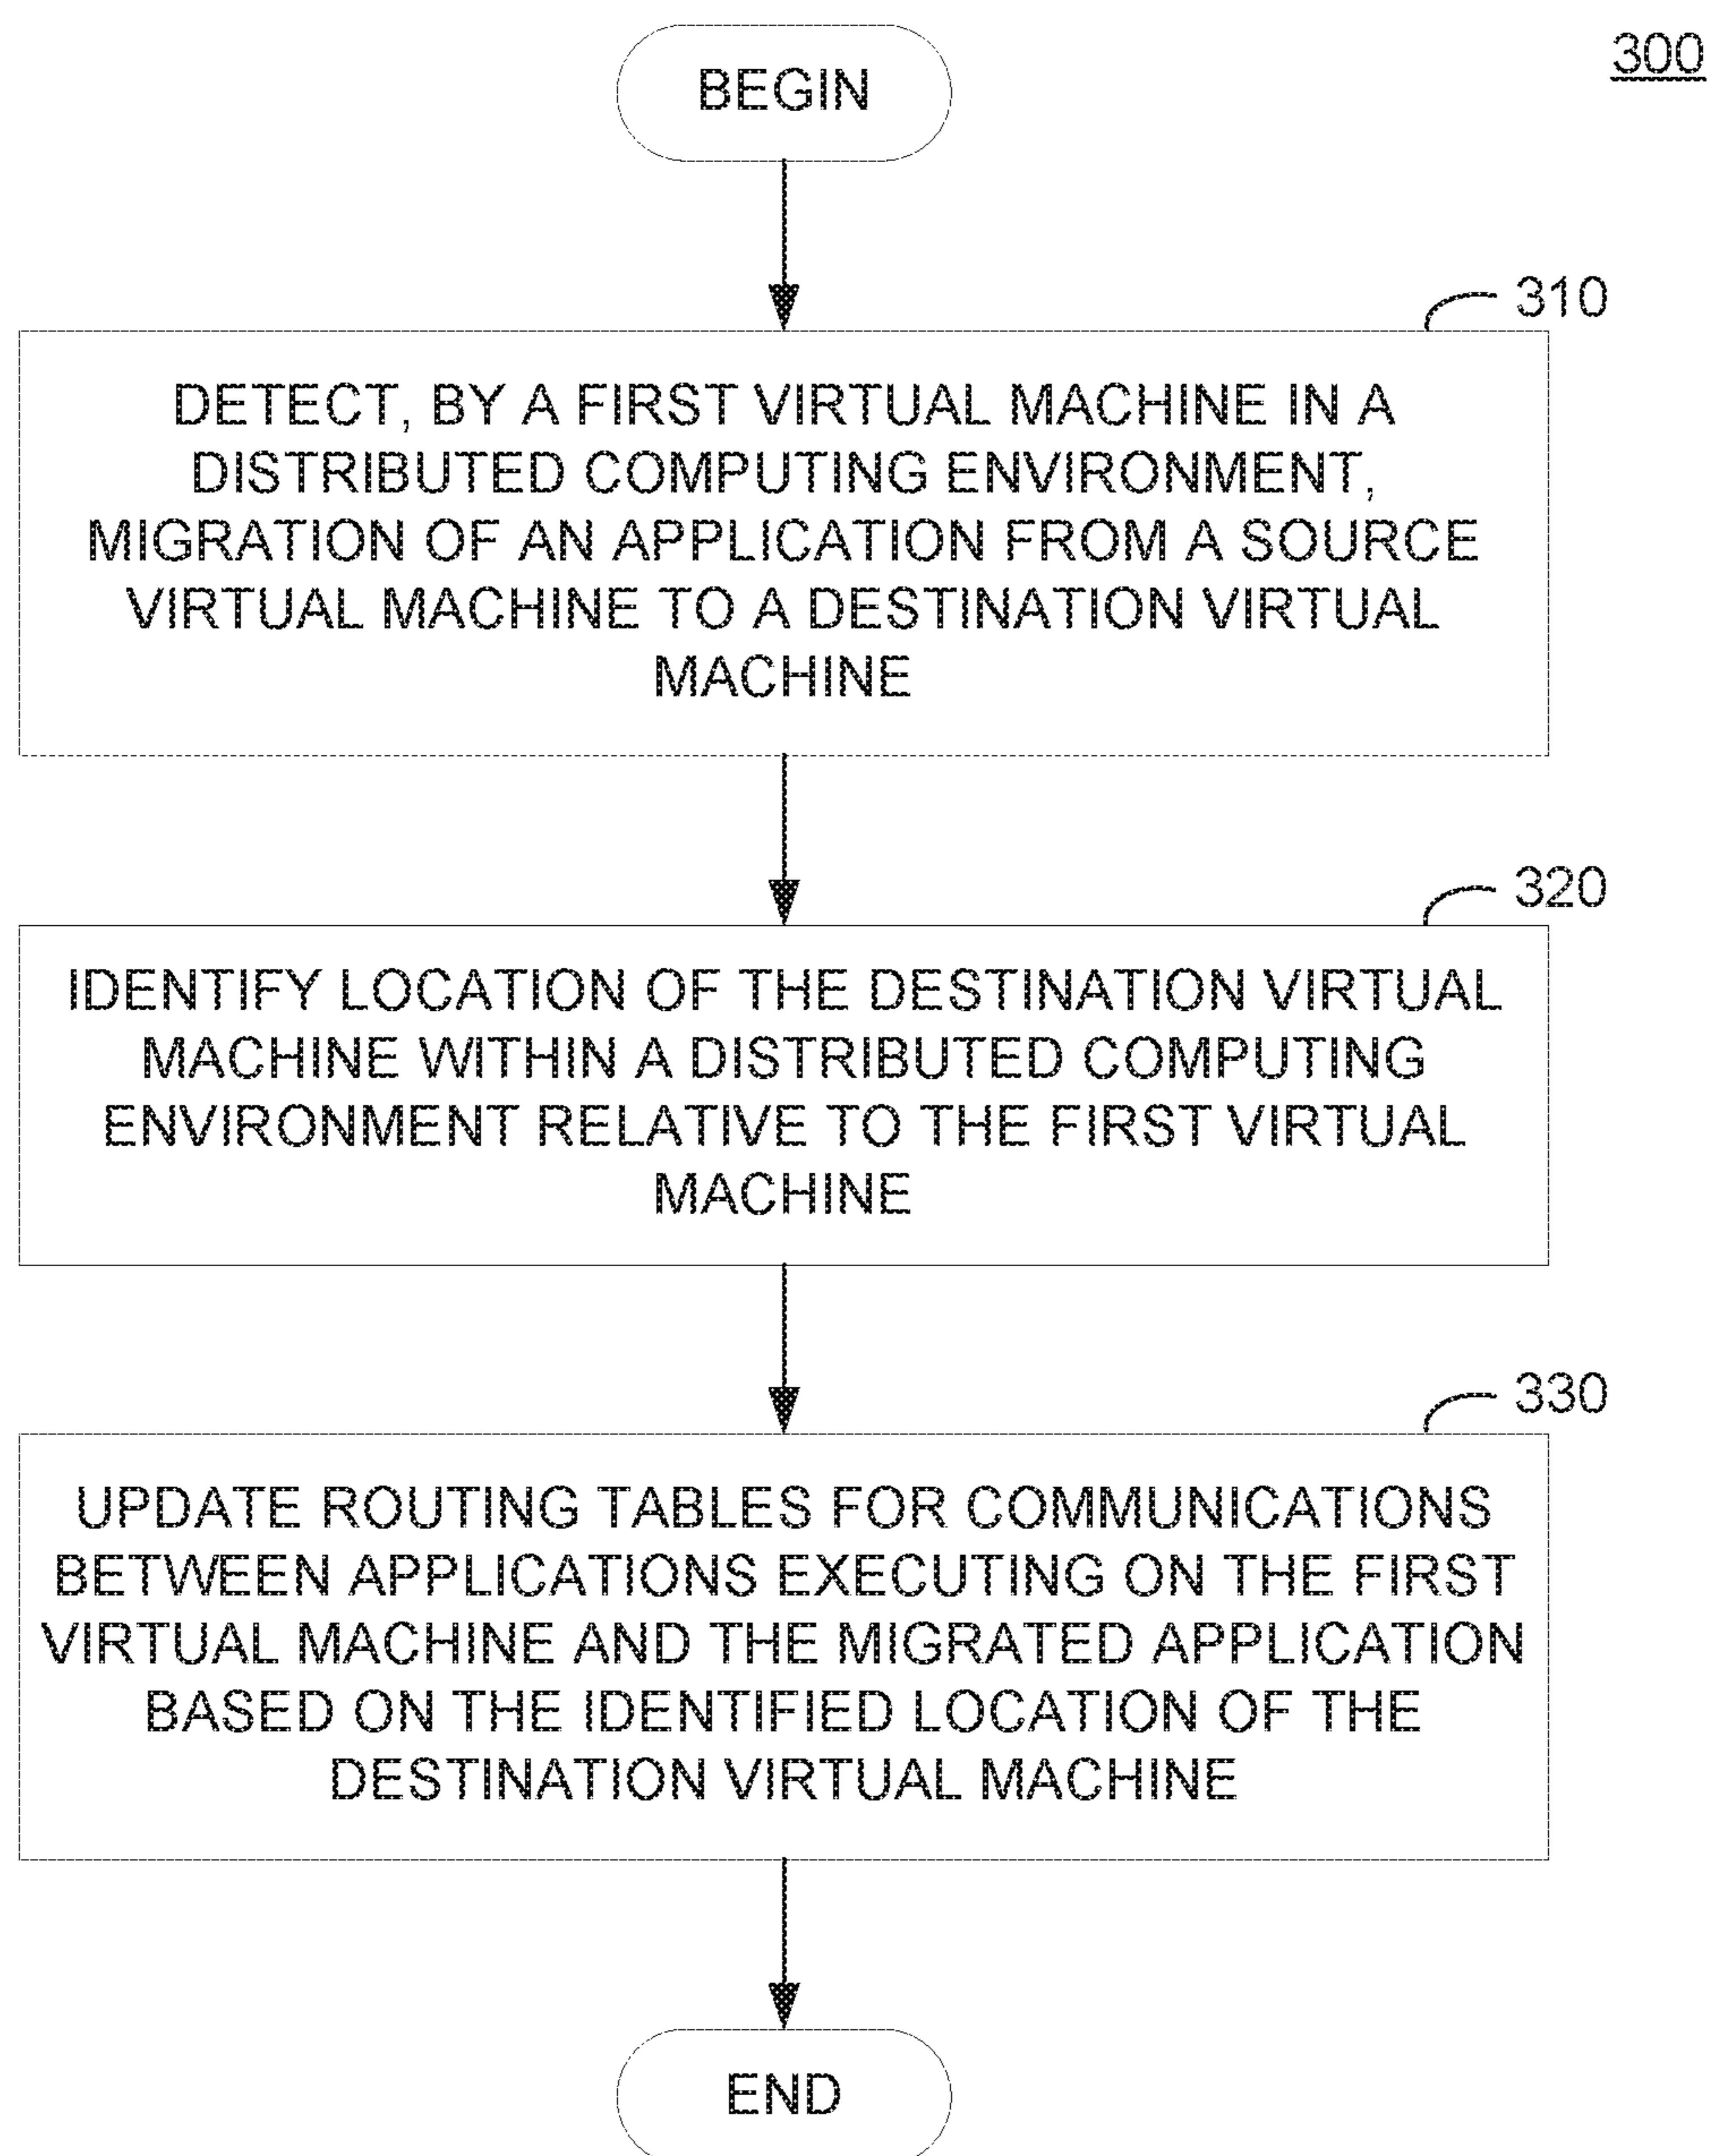 BEGIN
300
310
DETECT, BY A FIRST VIRTUAL MACHINE IN A
DISTRIBUTED COMPUTING ENVIRONMENT,
MIGRATION OF AN APPLICATION FROM A SOURCE
VIRTUAL MACHINE TO A DESTINATION VIRTUAL
MACHINE
320
IDENTIFY LOCATION OF THE DESTINATION VIRTUAL
MACHINE WITHIN A DISTRIBUTED COMPUTING
ENVIRONMENT RELATIVE TO THE FIRST VIRTUAL
MACHINE
330
UPDATE ROUTING TABLES FOR COMMUNICATIONS
BETWEEN APPLICATIONS EXECUTING ON THE FIRST
VIRTUAL MACHINE AND THE MIGRATED APPLICATION
BASED ON THE IDENTIFIED LOCATION OF THE
DESTINATION VIRTUAL MACHINE
END